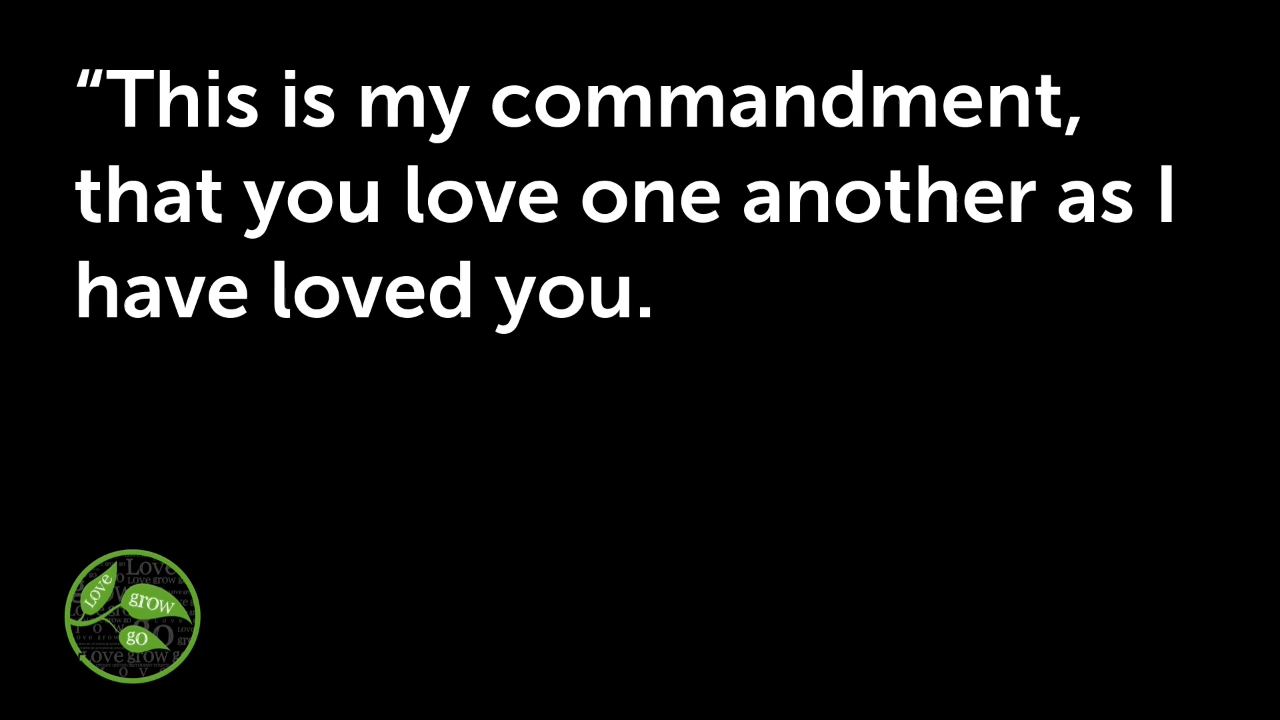 “This is my commandment,
that you love one another as I
have loved you.
Love
grow
go